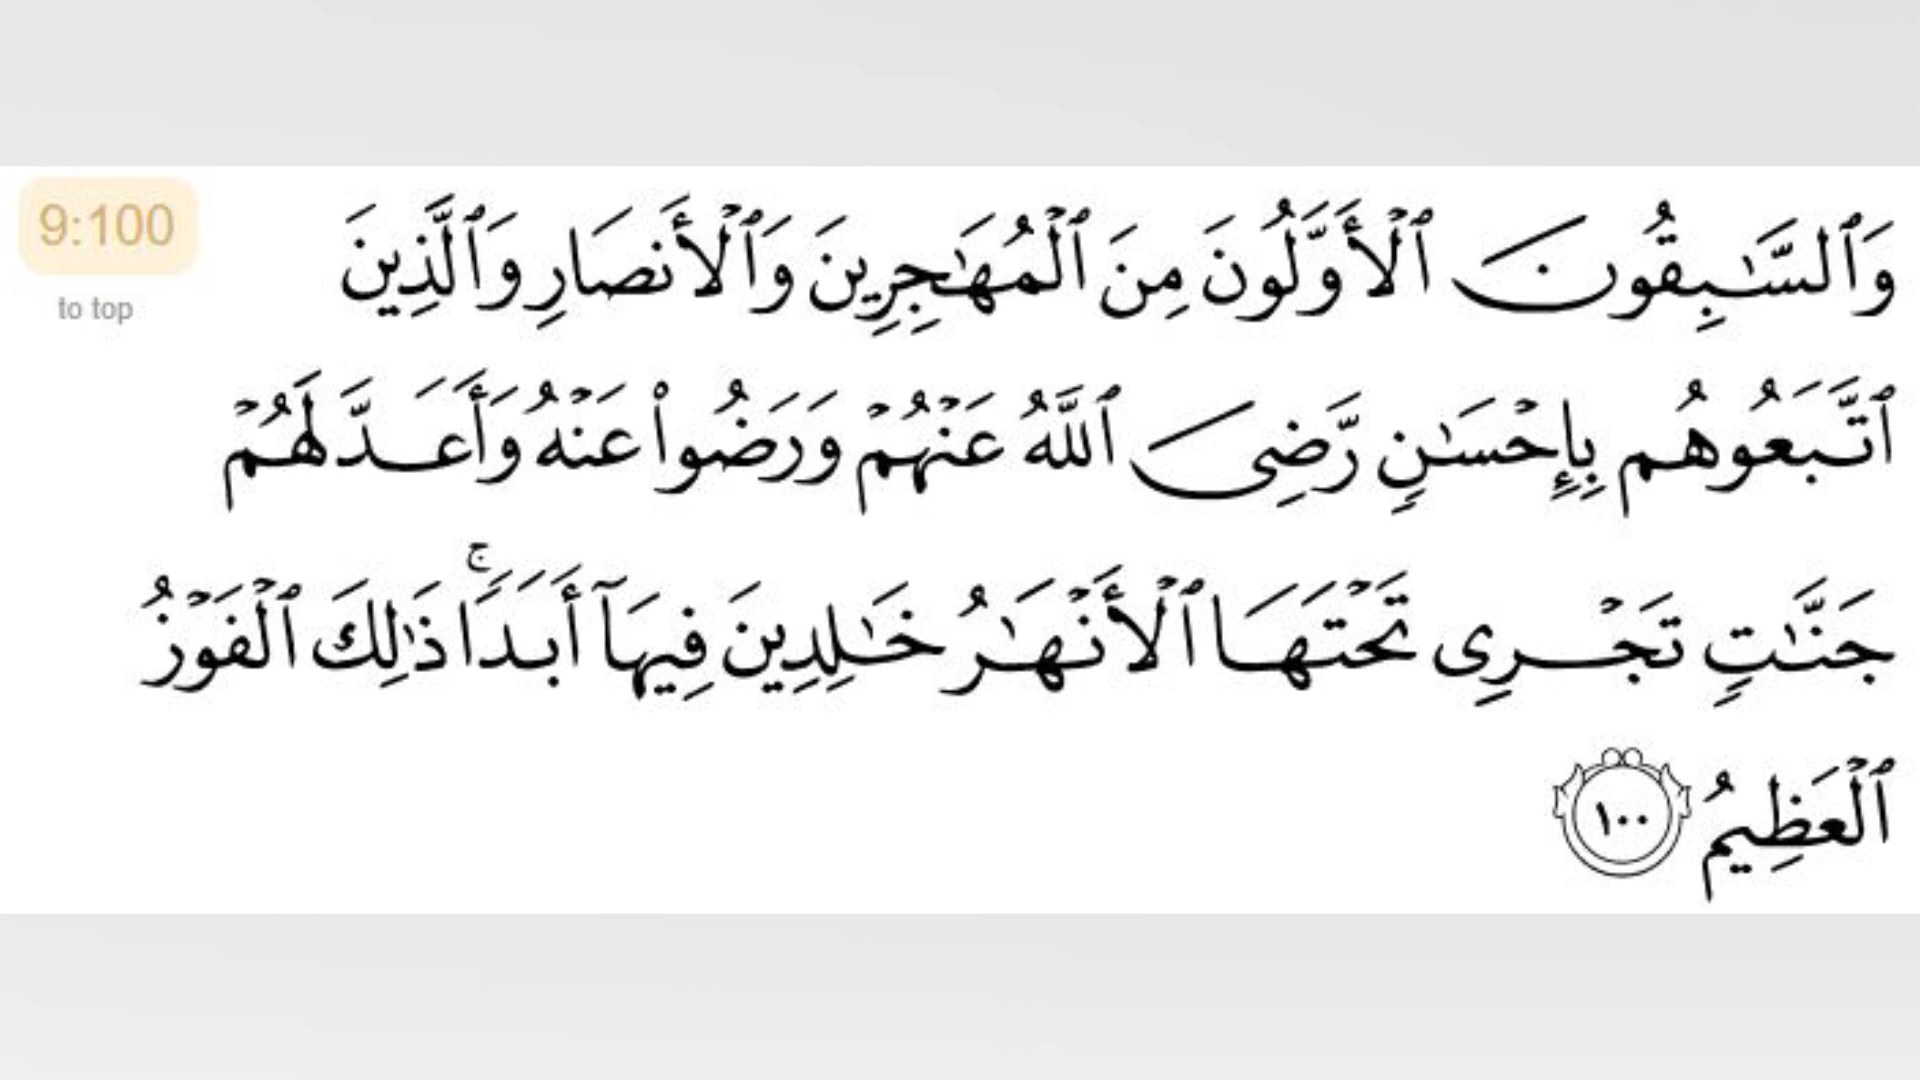 9:100
to top
وَٱلسَّٰبِقُونَ ٱلْأَوَّلُونَ مِنَ ٱلْمُهَٰجِرِينَ وَٱلْأَنصَارِ وَٱلَّذِينَ
ٱتَّبَعُوهُم بِإِحْسَٰنٍ رَّضِىَ ٱللَّهُ عَنْهُمْ وَرَضُوا۟ عَنْهُ وَأَعَدَّ لَهُمْ
جَنَّٰتٍ تَجْرِى تَحْتَهَا ٱلْأَنْهَٰرُ خَٰلِدِينَ فِيهَآ أَبَدًا ۚ ذَٰلِكَ ٱلْفَوْزُ
ٱلْعَظِيمُ ١٠٠